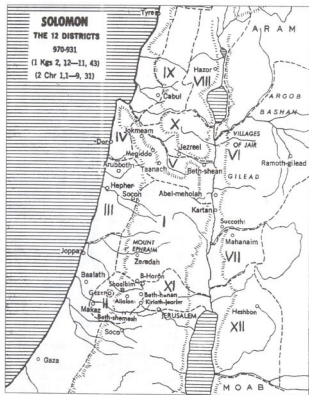 SOLOMON
THE 12 DISTRICTS
970-931
(1 Kgs 2, 12—11, 43)
(2 Chr 1,1—9, 31)
Tyre
ARAM
IX
Hazor
VIII
Cabul
ARGOB
BASHAN
X
IV
Jokmeam
Dor
VILLAGES
OF JAIR
Megiddo
Jezreel
VI
V
Ramoth-gilead
Arubboth
Taanach
Beth-shean
GILEAD
Hepher
Abel-meholah
Socoh
III
Kartan
I
Succoth
MOUNT
EPHRAIM
Mahanaim
Joppa
VII
Zeredah
Baalath
B-Horon
Shaalbim
XI
Gezer
Beth-hanan
II
Aijalon
Kiriath-jearim
Makaz
JERUSALEM
Heshbon
Beth-shemesh
XII
Soco
Gaza
MOAB